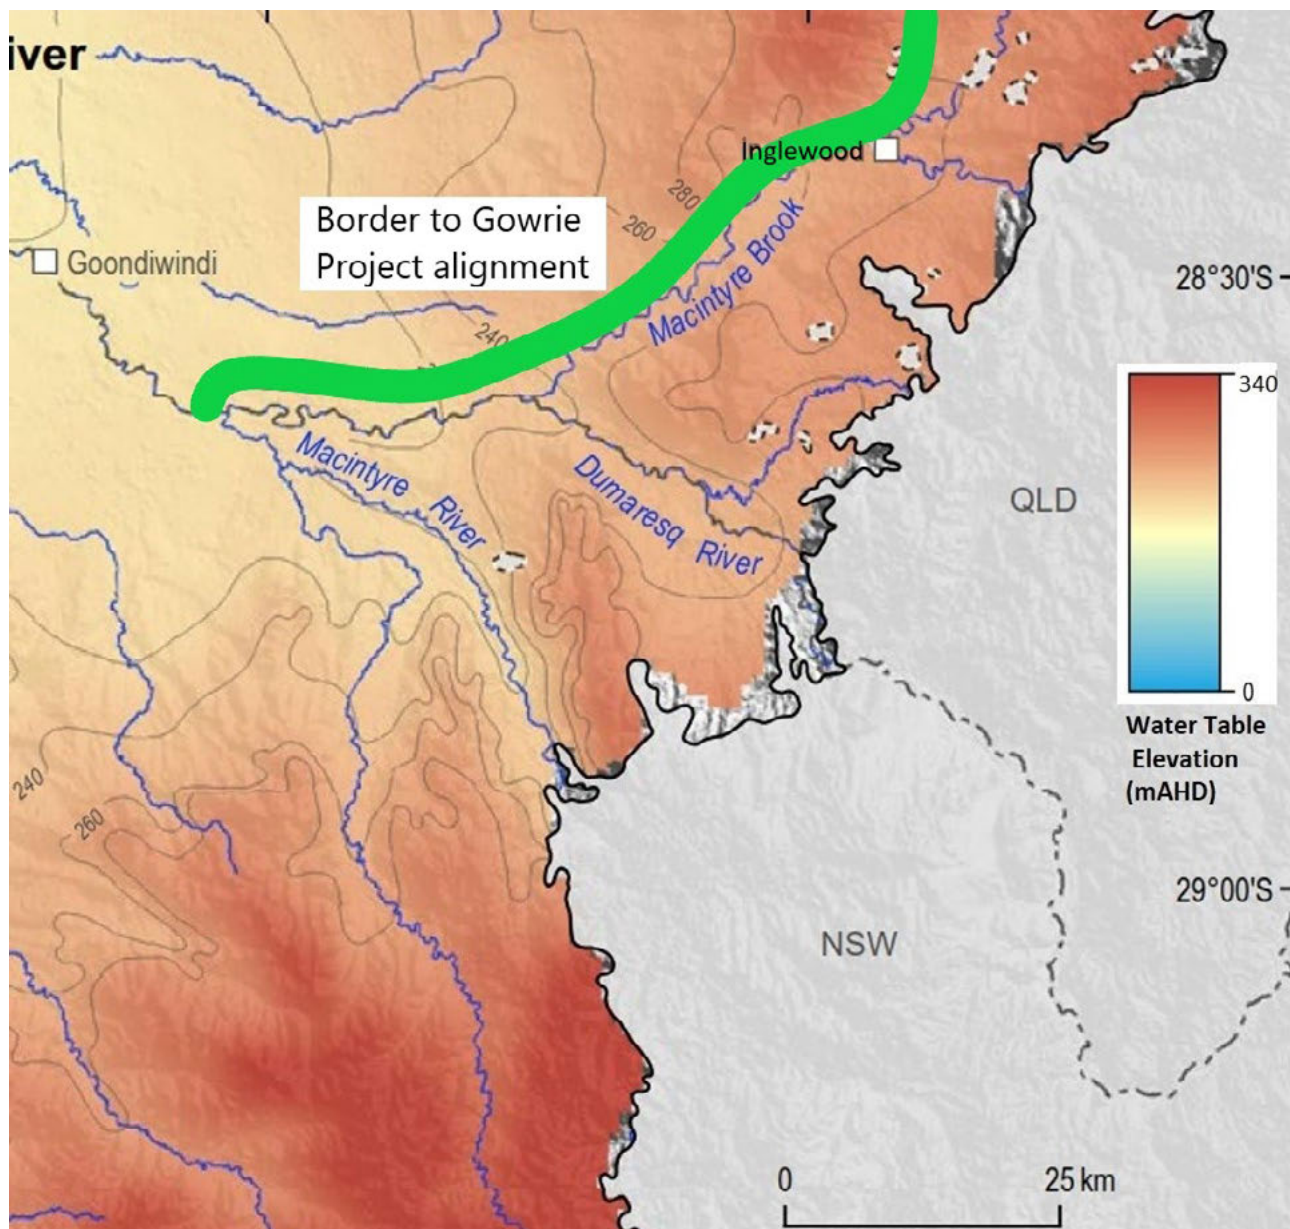 iver
Inglewood
280
Border to Gowrie
Project alignment
260
Macintyre Brook
Goondiwindi
28°30'S
240
340
Macintyre River
Dumaresq River
QLD
0
Water Table
Elevation
(mAHD)
240
260
29°00'S
NSW
0
25 km